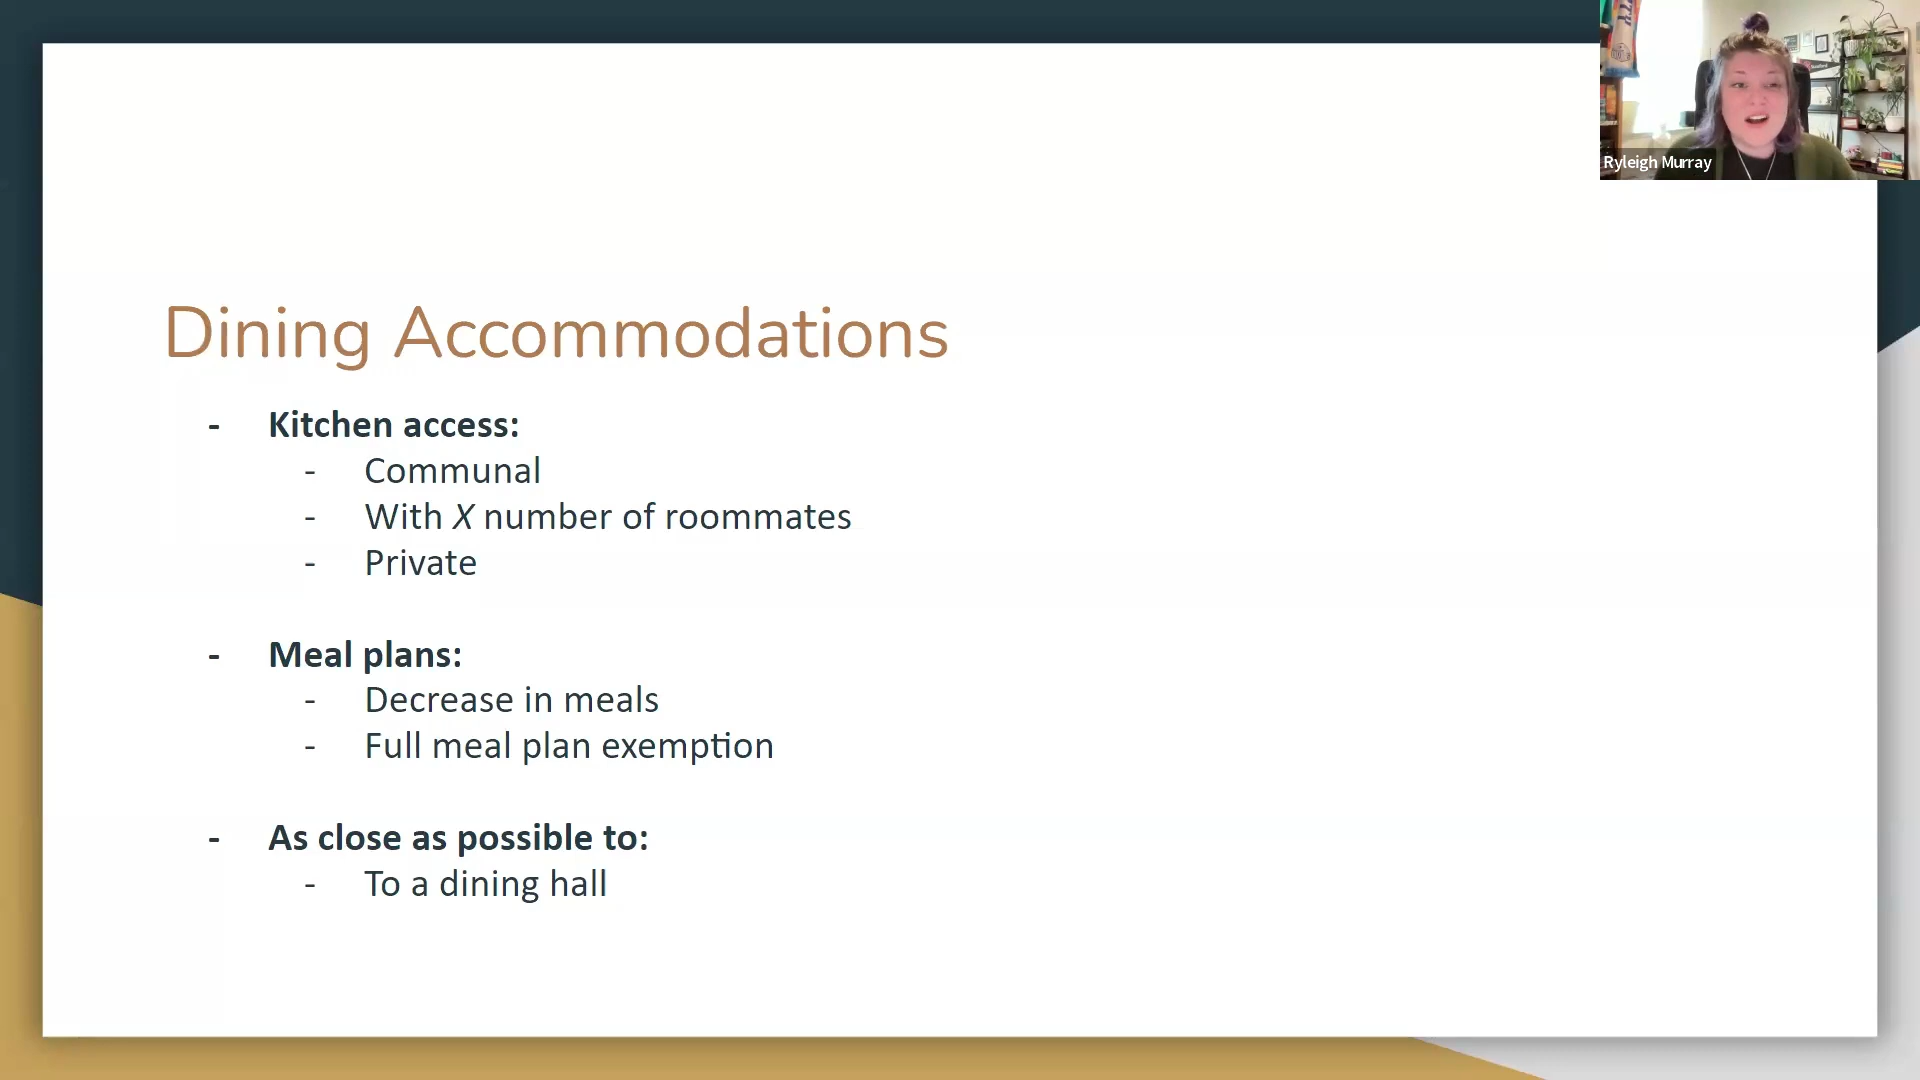 Ryleigh Murray
Dining Accommodations
- Kitchen access:
- Communal
- With X number of roommates
- Private
- Meal plans:
- Decrease in meals
- Full meal plan exemption
- As close as possible to:
- To a dining hall